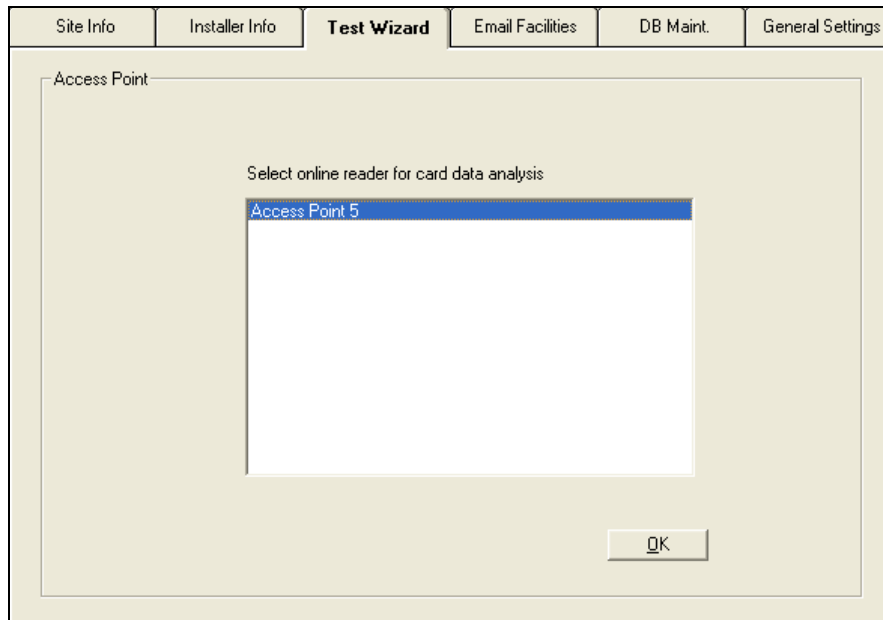 Site Info Installer Info Test Wizard Email Facilities DB Maint. General Settings
Access Point
Select online reader for card data analysis
Access Point 5
OK